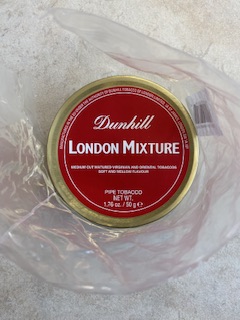 Dunhill
LONDON MIXTURE
MEDIUM CUT MATURED VIRGINIAN AND ORIENTAL TOBACCOS
SOFT AND MELLOW FLAVOUR
PIPE TOBACCO
NET WT.
1.76 oz. / 50 g ℮